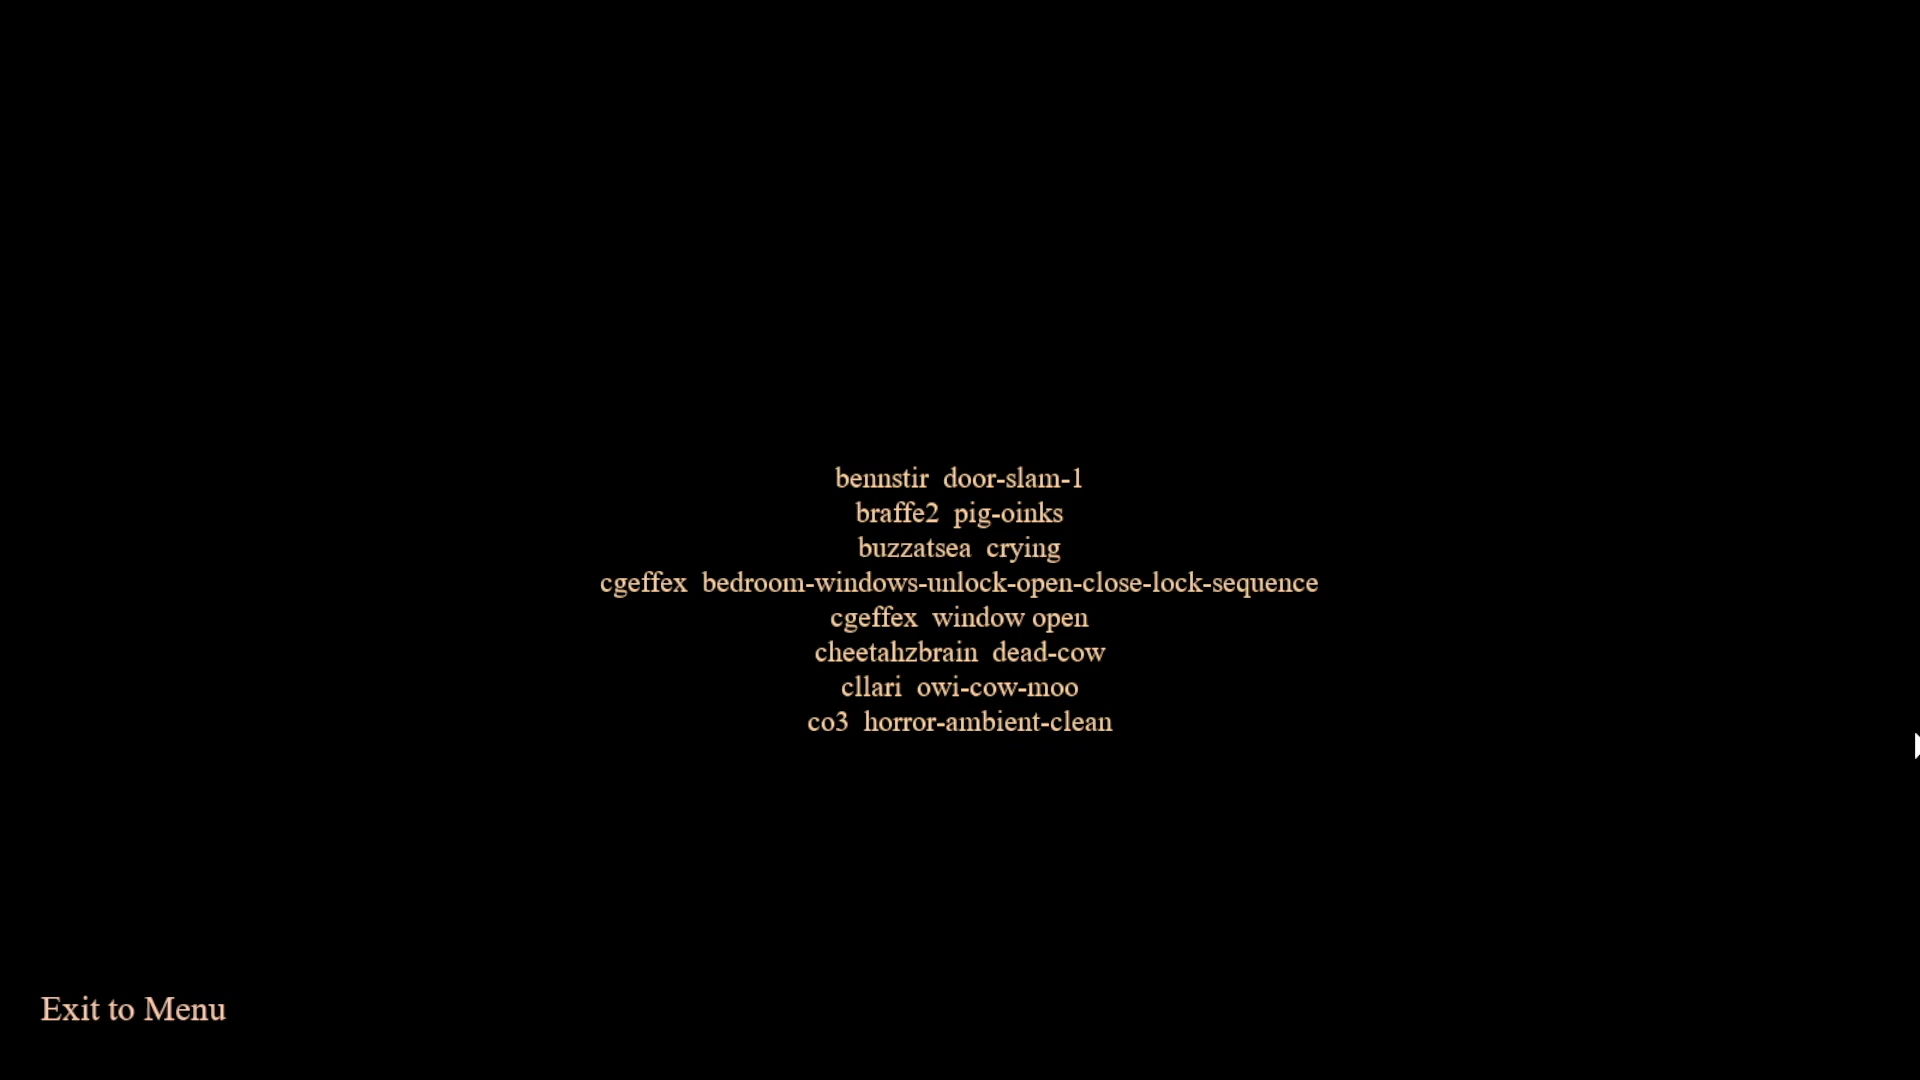 bennstir  door-slam-1
braffe2  pig-oinks
buzzatsea  crying
cgeffex  bedroom-windows-unlock-open-close-lock-sequence
cgeffex  window open
cheetahzbrain  dead-cow
cllari  owi-cow-moo
co3  horror-ambient-clean
Exit to Menu